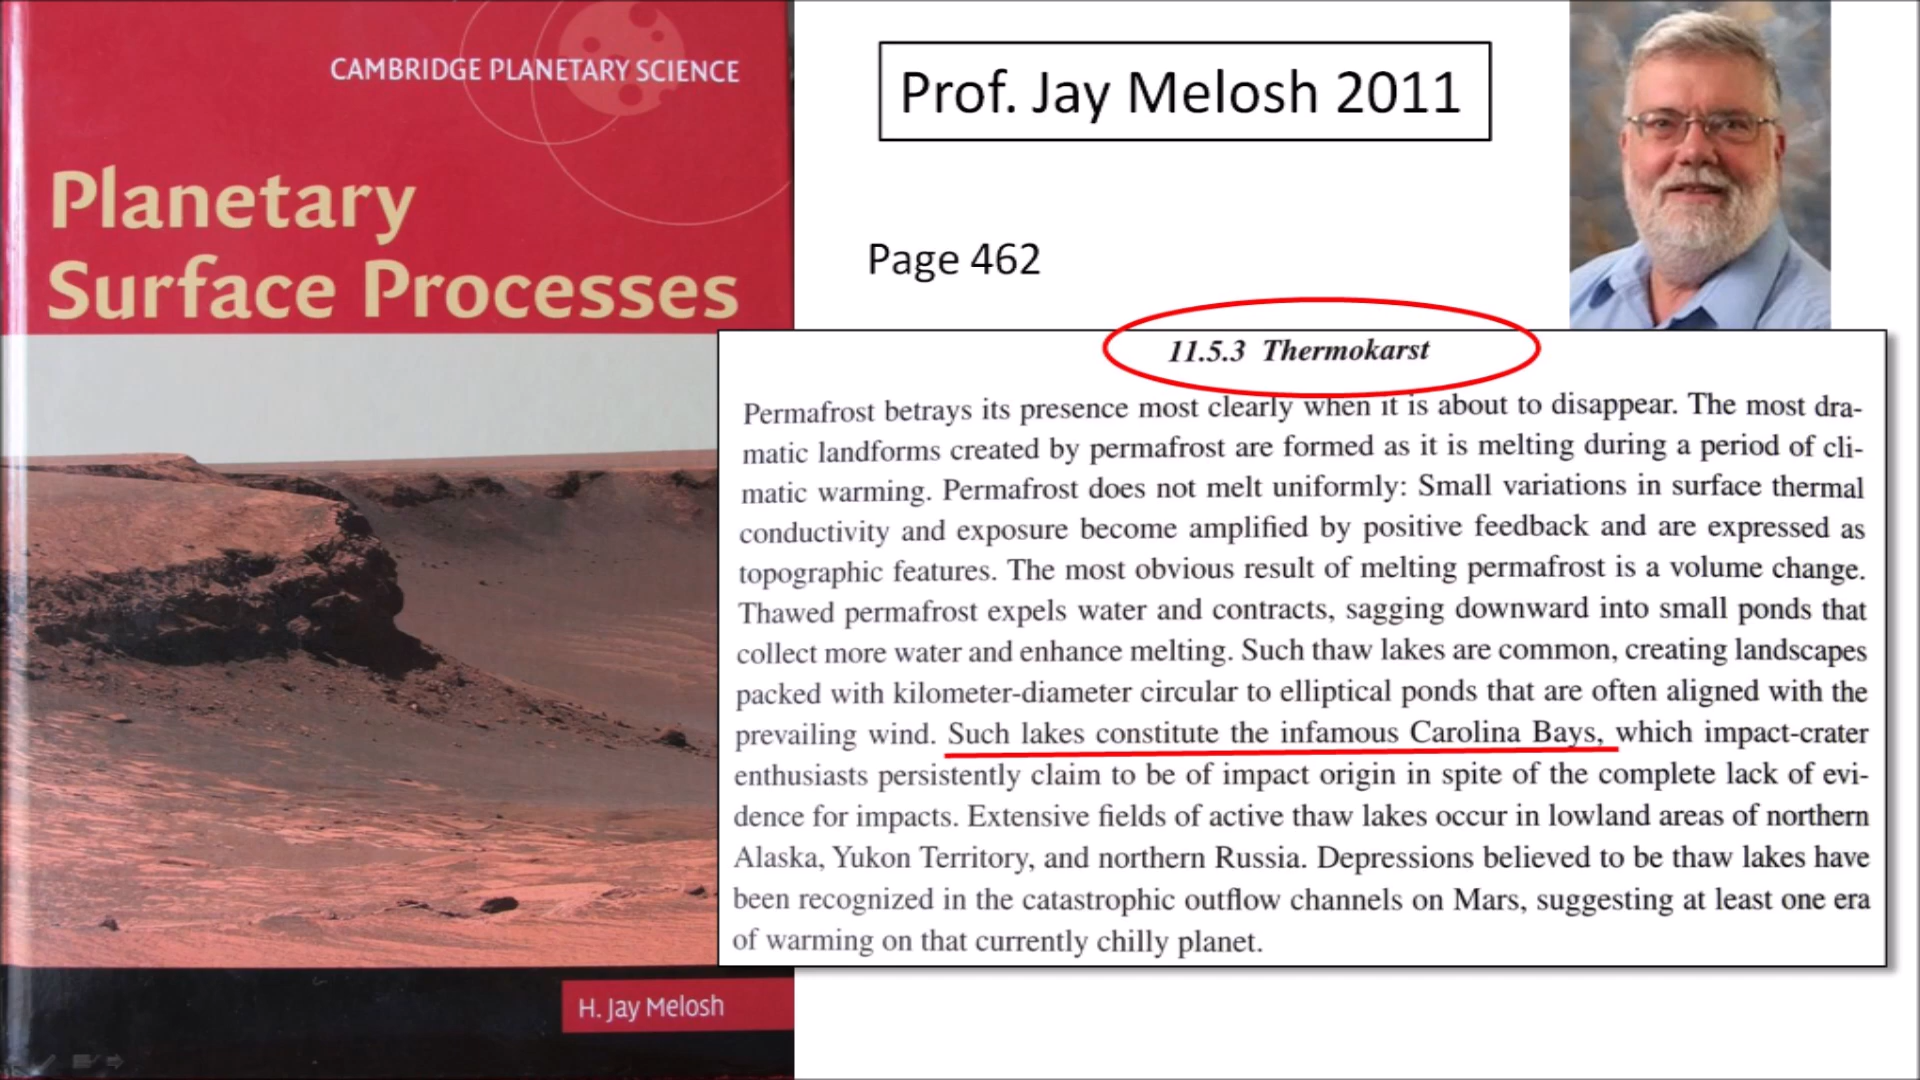 CAMBRIDGE PLANETARY SCIENCE
Planetary
Surface Processes
H. Jay Melosh
Prof. Jay Melosh 2011
Page 462
11.5.3 Thermokarst
Permafrost betrays its presence most clearly when it is about to disappear. The most dra-
matic landforms created by permafrost are formed as it is melting during a period of cli-
matic warming. Permafrost does not melt uniformly: Small variations in surface thermal
conductivity and exposure become amplified by positive feedback and are expressed as
topographic features. The most obvious result of melting permafrost is a volume change.
Thawed permafrost expels water and contracts, sagging downward into small ponds that
collect more water and enhance melting. Such thaw lakes are common, creating landscapes
packed with kilometer-diameter circular to elliptical ponds that are often aligned with the
prevailing wind. Such lakes constitute the infamous Carolina Bays, which impact-crater
enthusiasts persistently claim to be of impact origin in spite of the complete lack of evi-
dence for impacts. Extensive fields of active thaw lakes occur in lowland areas of northern
Alaska, Yukon Territory, and northern Russia. Depressions believed to be thaw lakes have
been recognized in the catastrophic outflow channels on Mars, suggesting at least one era
of warming on that currently chilly planet.